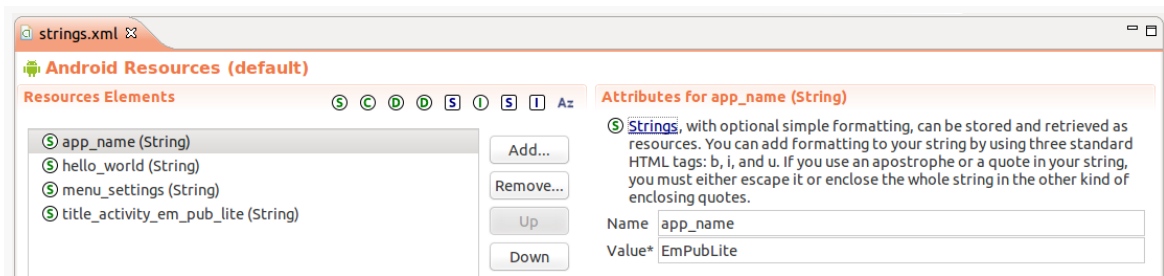 strings.xml
Android Resources (default)
Resources Elements
S C D D S I S I Az
S app_name (String)
S hello_world (String)
S menu_settings (String)
S title_activity_em_pub_lite (String)
Add...
Remove...
Up
Down
Attributes for app_name (String)
S Strings, with optional simple formatting, can be stored and retrieved as
resources. You can add formatting to your string by using three standard
HTML tags: b, i, and u. If you use an apostrophe or a quote in your string,
you must either escape it or enclose the whole string in the other kind of
enclosing quotes.
Name app_name
Value* EmPubLite